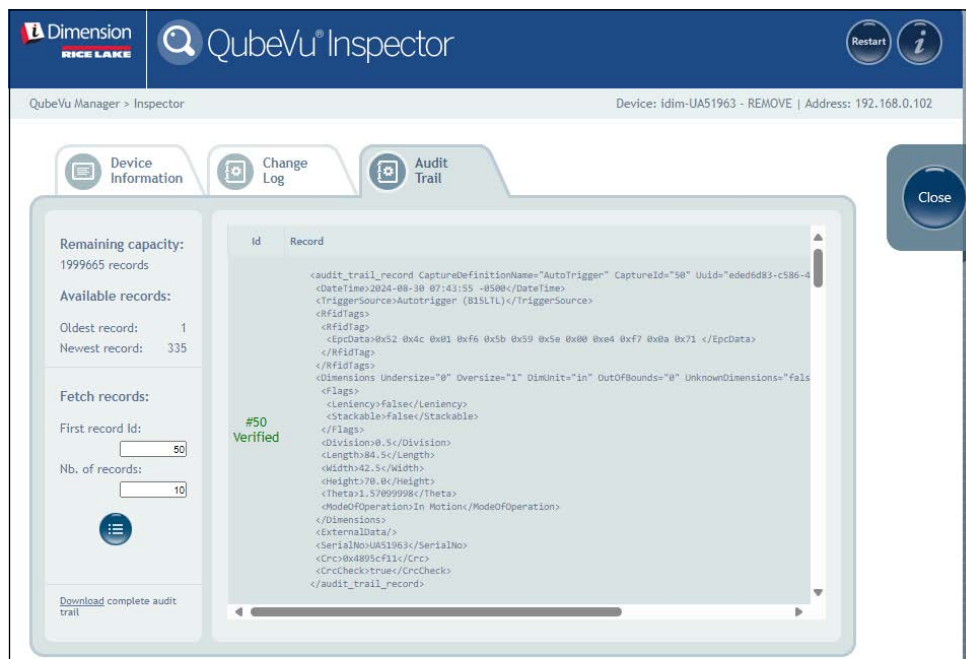 i Dimension
RICE LAKE
QubeVu® Inspector
Restart
i
QubeVu Manager > Inspector
Device: idim-UA51963 - REMOVE | Address: 192.168.0.102
Device Information
Change Log
Audit Trail
Close
Remaining capacity:
1999665 records
Available records:
Oldest record: 1
Newest record: 335
Fetch records:
First record Id:
50
Nb. of records:
10
Download complete audit
trail
Id Record
#50
Verified
<audit_trail_record CaptureDefinitionName="AutoTrigger" CaptureId="50" Uuid="eded6d83-c586-4
<DateTime>2024-08-30 07:43:55 -0500</DateTime>
<TriggerSource>Autotrigger (B15LTL)</TriggerSource>
<RfidTags>
<RfidTag>
<EpcData>0x52 0x4c 0x01 0xf6 0x5b 0x59 0x5e 0x00 0xe4 0xf7 0x0a 0x71 </EpcData>
</RfidTag>
</RfidTags>
<Dimensions Undersize="0" Oversize="1" DimUnit="in" OutOfBounds="0" UnknownDimensions="fals
<Flags>
<Leniency>false</Leniency>
<Stackable>false</Stackable>
</Flags>
<Division>0.5</Division>
<Length>84.5</Length>
<Width>42.5</Width>
<Height>70.0</Height>
<Theta>1.57099998</Theta>
<ModeOfOperation>In Motion</ModeOfOperation>
</Dimensions>
<ExternalData/>
<SerialNo>UA51963</SerialNo>
<Crc>0x4895cf11</Crc>
<CrcCheck>true</CrcCheck>
</audit_trail_record>